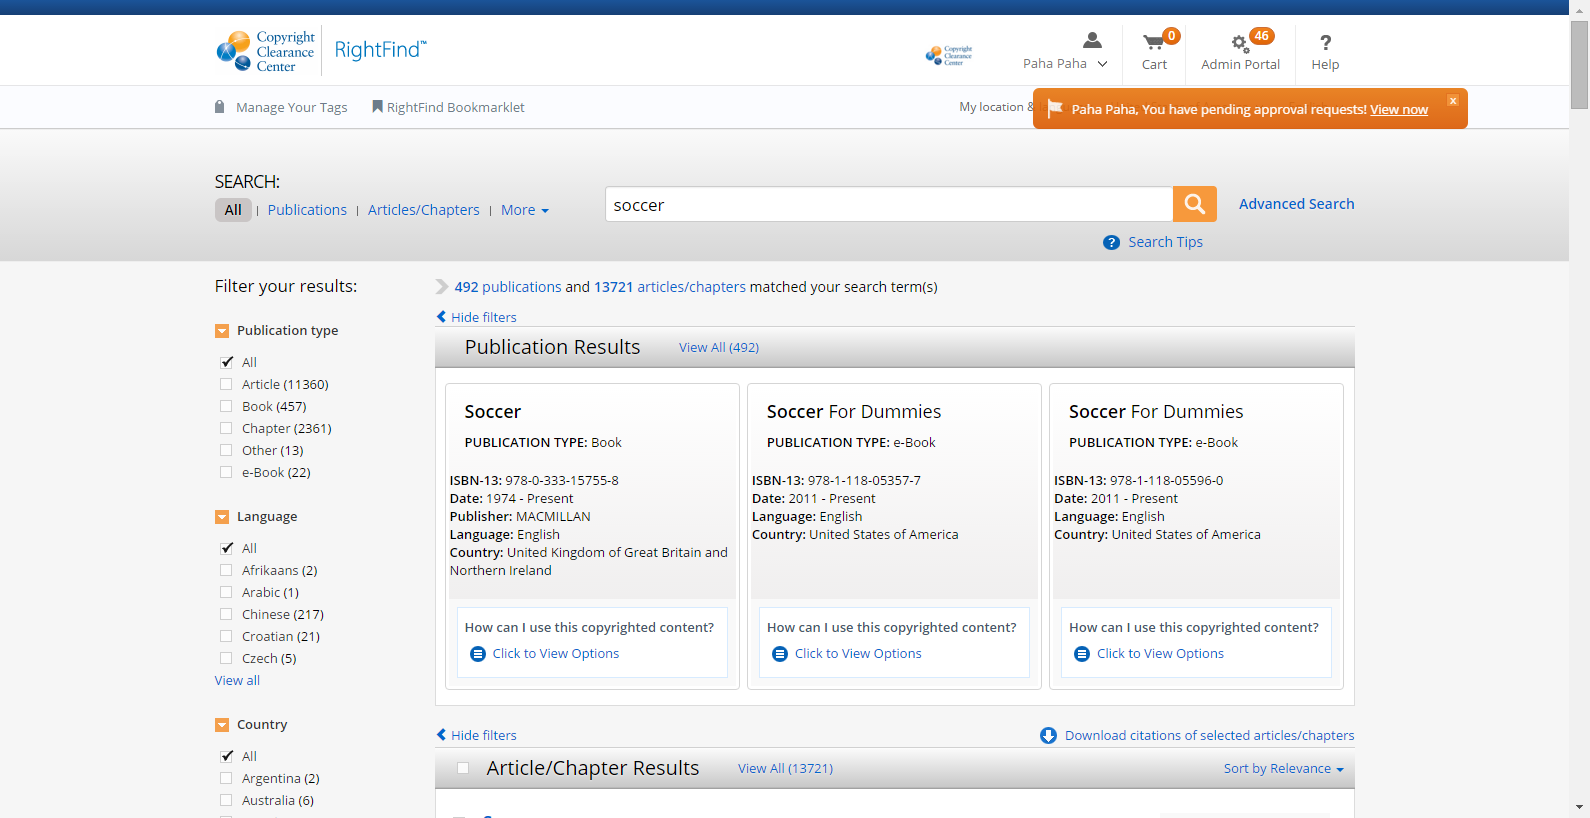 Copyright
Clearance
Center
RightFind™
Copyright
Clearance
Center
Paha Paha
0
Cart
46
Admin Portal
?
Help
Manage Your Tags
RightFind Bookmarklet
My location &
Paha Paha, You have pending approval requests! View now
x
SEARCH:
All | Publications | Articles/Chapters | More
soccer
Advanced Search
? Search Tips
Filter your results:
Publication type
All
Article (11360)
Book (457)
Chapter (2361)
Other (13)
e-Book (22)
Language
All
Afrikaans (2)
Arabic (1)
Chinese (217)
Croatian (21)
Czech (5)
View all
Country
All
Argentina (2)
Australia (6)
492 publications and 13721 articles/chapters matched your search term(s)
Hide filters
Publication Results
View All (492)
Soccer
PUBLICATION TYPE: Book
ISBN-13: 978-0-333-15755-8
Date: 1974 - Present
Publisher: MACMILLAN
Language: English
Country: United Kingdom of Great Britain and
Northern Ireland
How can I use this copyrighted content?
Click to View Options
Soccer For Dummies
PUBLICATION TYPE: e-Book
ISBN-13: 978-1-118-05357-7
Date: 2011 - Present
Language: English
Country: United States of America
How can I use this copyrighted content?
Click to View Options
Soccer For Dummies
PUBLICATION TYPE: e-Book
ISBN-13: 978-1-118-05596-0
Date: 2011 - Present
Language: English
Country: United States of America
How can I use this copyrighted content?
Click to View Options
Hide filters
Download citations of selected articles/chapters
Article/Chapter Results
View All (13721)
Sort by Relevance